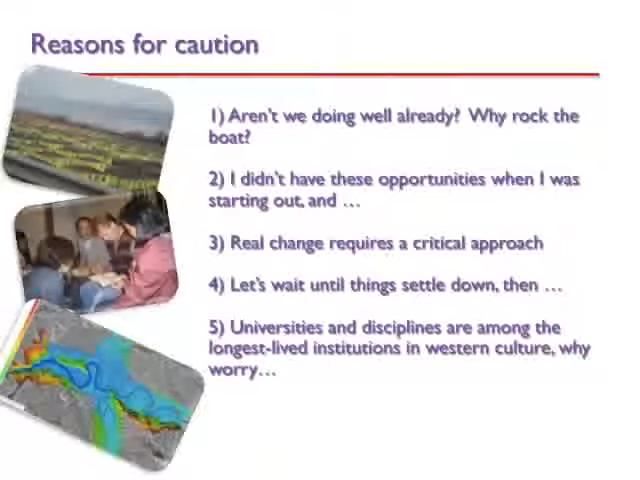 Reasons for caution
1) Aren't we doing well already? Why rock the
boat?
2) I didn't have these opportunities when I was
starting out, and …
3) Real change requires a critical approach
4) Let's wait until things settle down, then …
5) Universities and disciplines are among the
longest-lived institutions in western culture, why
worry…